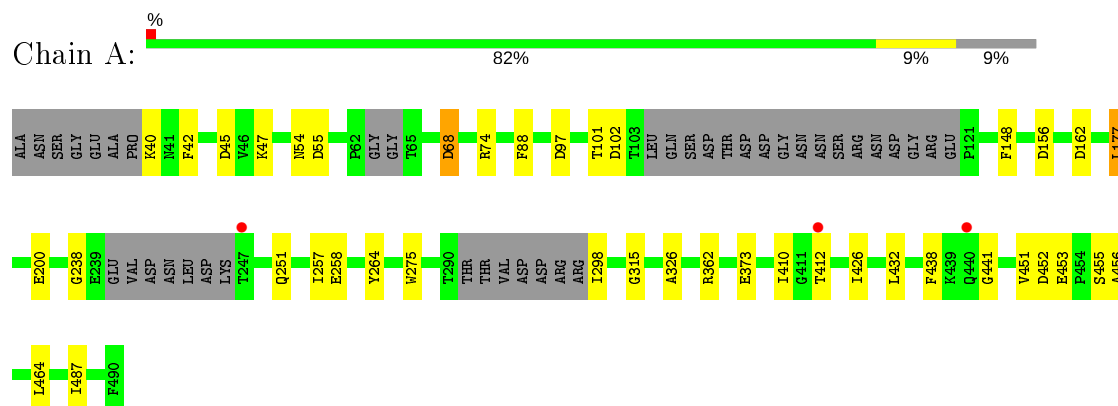 %
Chain A:
82% 9% 9%
ALA ASN SER GLY GLU ALA PRO K40 N41 F42 D45 V46 K47 N54 D55 P62 GLY GLY T65 D68 R74 F88 D97 T101 D102 T103 LEU GLN SER ASP THR ASP ASP GLY ASN ASN SER ARG ASN ASP GLY ARG GLU P121 F148 D156 D162 L177
E200 G238 E239 GLU VAL ASP ASN LEU ASP LYS T247 Q251 I257 E258 Y264 W275 T290 THR THR VAL ASP ASP ARG ARG I298 G315 A326 R362 E373 I410 G411 T412 I426 L432 F438 K439 Q440 G441 V451 D452 E453 P454 S455 A456
L464 I487 F490